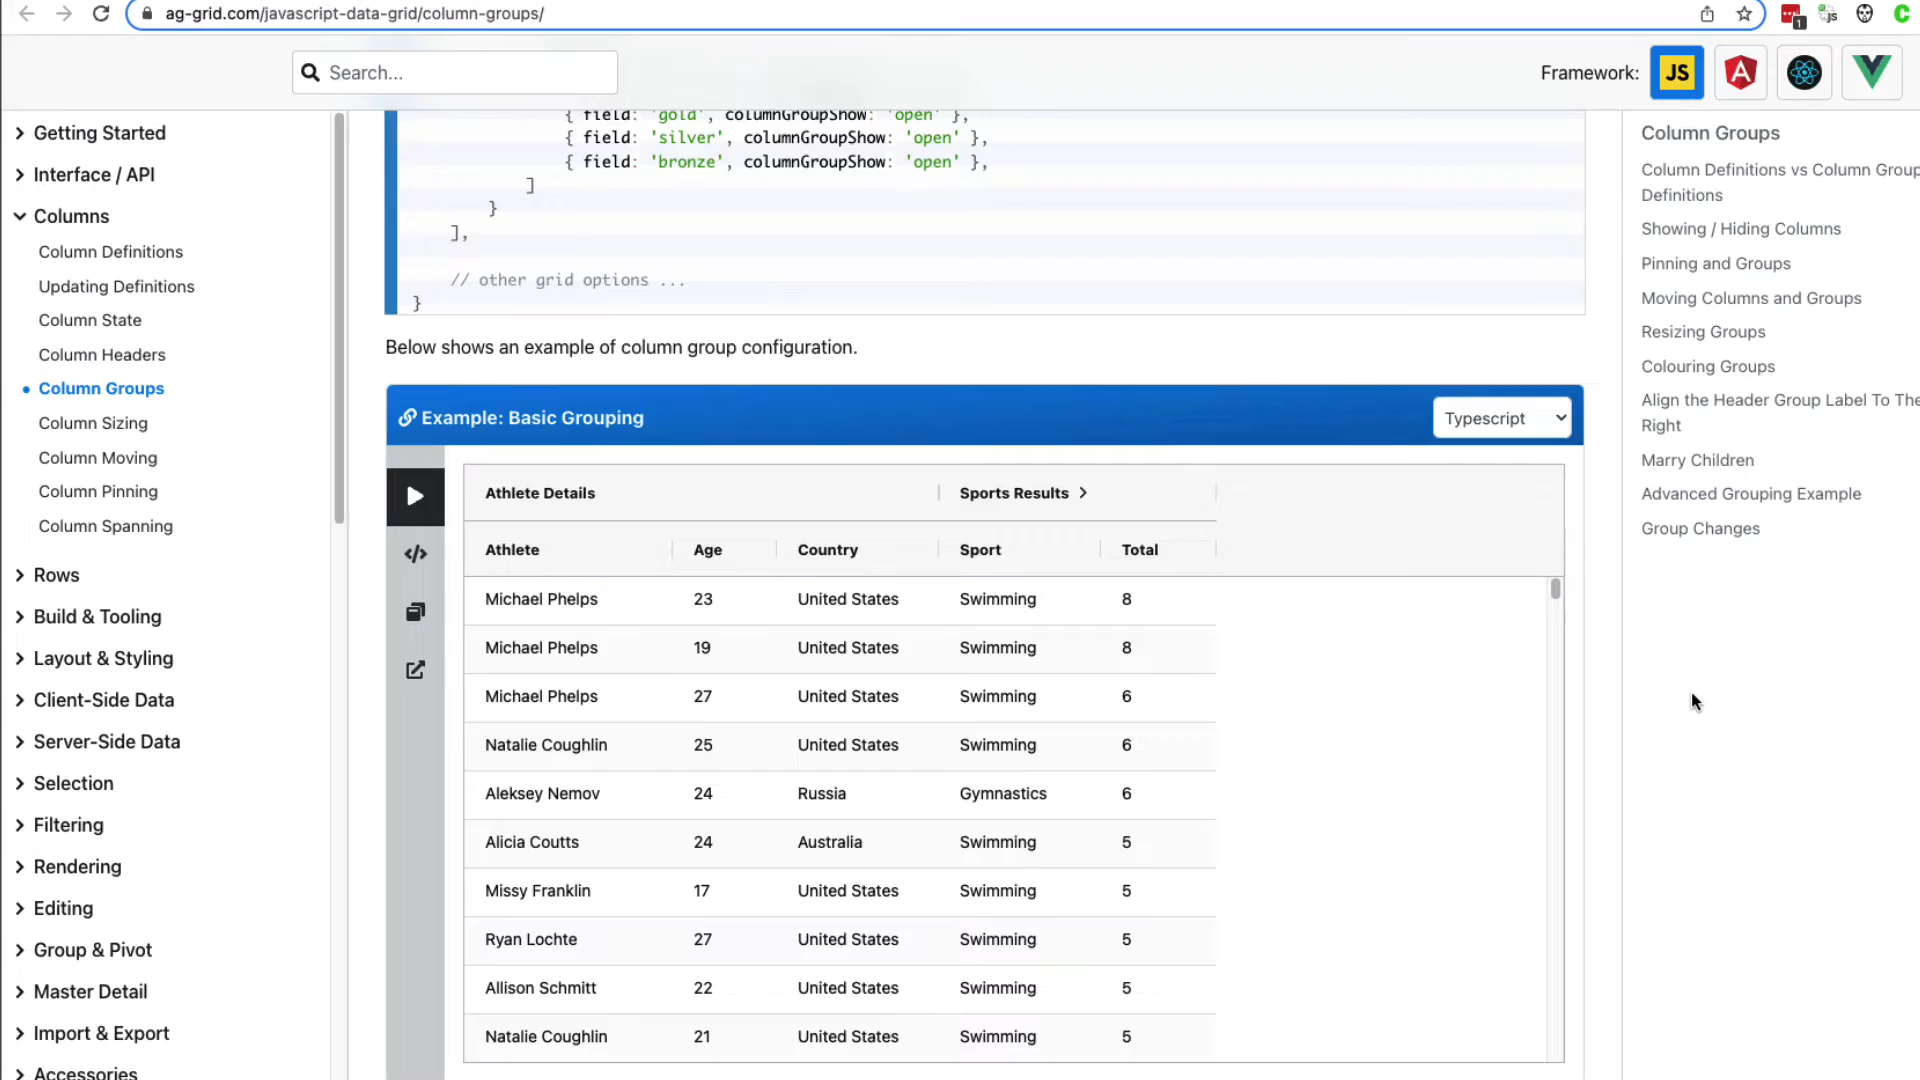 ag-grid.com/javascript-data-grid/column-groups/
1
js
C
Search...
Framework:
JS
Getting Started
Interface / API
Columns
Column Definitions
Updating Definitions
Column State
Column Headers
Column Groups
Column Sizing
Column Moving
Column Pinning
Column Spanning
Rows
Build & Tooling
Layout & Styling
Client-Side Data
Server-Side Data
Selection
Filtering
Rendering
Editing
Group & Pivot
Master Detail
Import & Export
Accessories
{ field: 'gold', columnGroupShow: 'open' },
{ field: 'silver', columnGroupShow: 'open' },
{ field: 'bronze', columnGroupShow: 'open' },
]
}
],
// other grid options ...
}
Below shows an example of column group configuration.
Example: Basic Grouping
Typescript
Athlete Details Sports Results
Athlete Age Country Sport Total
Michael Phelps 23 United States Swimming 8
Michael Phelps 19 United States Swimming 8
Michael Phelps 27 United States Swimming 6
Natalie Coughlin 25 United States Swimming 6
Aleksey Nemov 24 Russia Gymnastics 6
Alicia Coutts 24 Australia Swimming 5
Missy Franklin 17 United States Swimming 5
Ryan Lochte 27 United States Swimming 5
Allison Schmitt 22 United States Swimming 5
Natalie Coughlin 21 United States Swimming 5
Column Groups
Column Definitions vs Column Group
Definitions
Showing / Hiding Columns
Pinning and Groups
Moving Columns and Groups
Resizing Groups
Colouring Groups
Align the Header Group Label To The
Right
Marry Children
Advanced Grouping Example
Group Changes